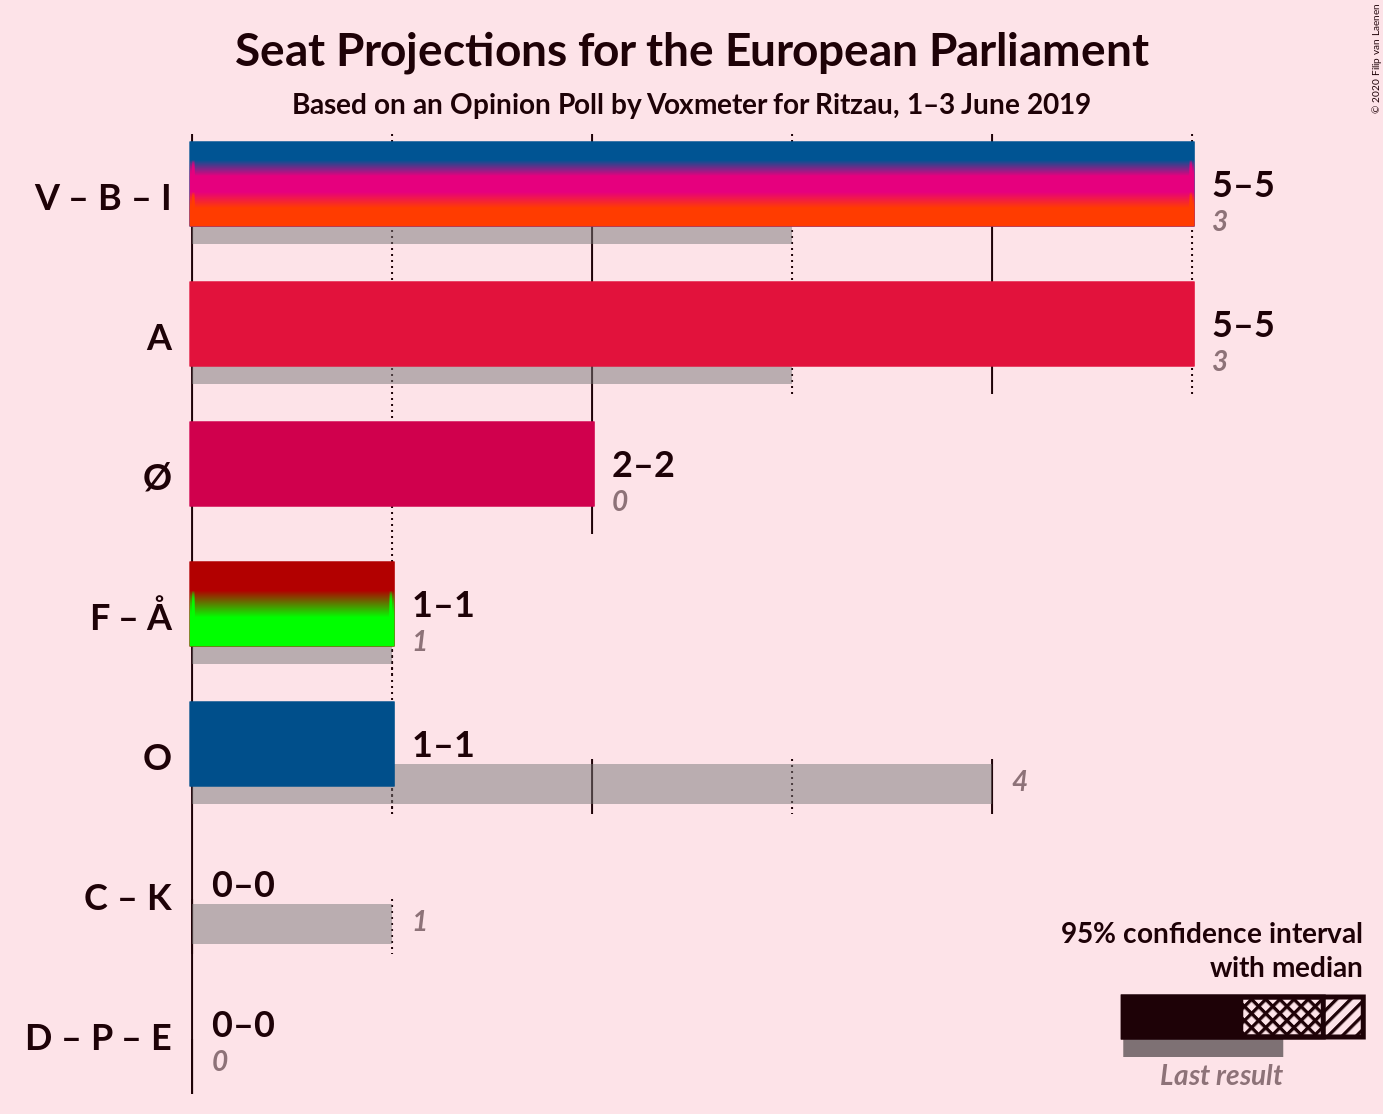 Seat Projections for the European Parliament
Based on an Opinion Poll by Voxmeter for Ritzau, 1–3 June 2019
© 2020 Filip van Laenen
V – B – I
5–5
3
A
5–5
3
Ø
2–2
0
F – Å
1–1
1
O
1–1
4
C – K
0–0
1
D – P – E
0–0
0
95% confidence interval
with median
Last result